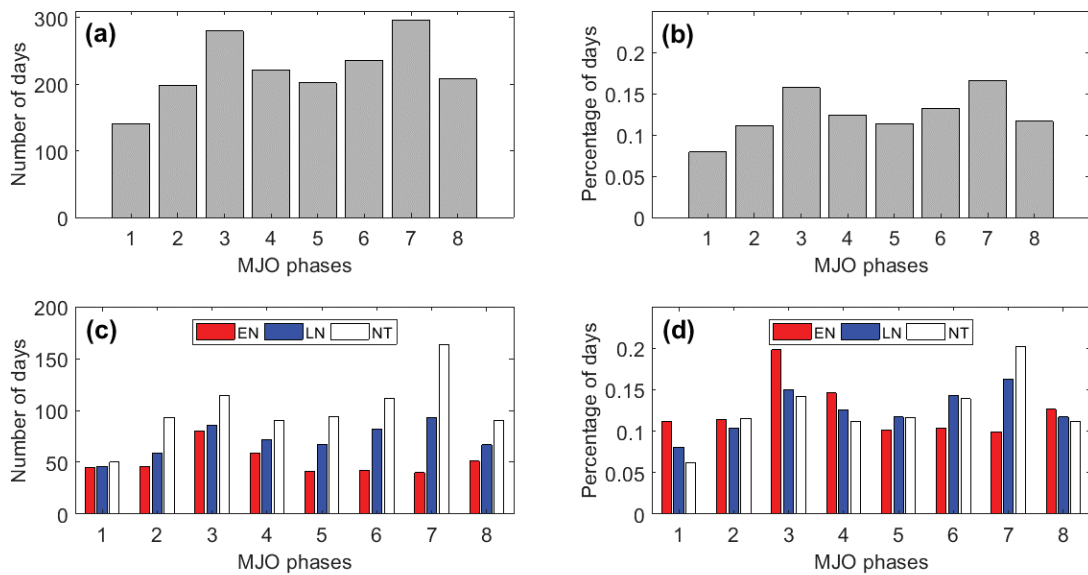 (a)
Number of days
300
200
100
0
1 2 3 4 5 6 7 8
MJO phases
(b)
Percentage of days
0.2
0.15
0.1
0.05
0
1 2 3 4 5 6 7 8
MJO phases
(c)
EN LN NT
Number of days
200
150
100
50
0
1 2 3 4 5 6 7 8
MJO phases
(d)
EN LN NT
Percentage of days
0.2
0.15
0.1
0.05
0
1 2 3 4 5 6 7 8
MJO phases